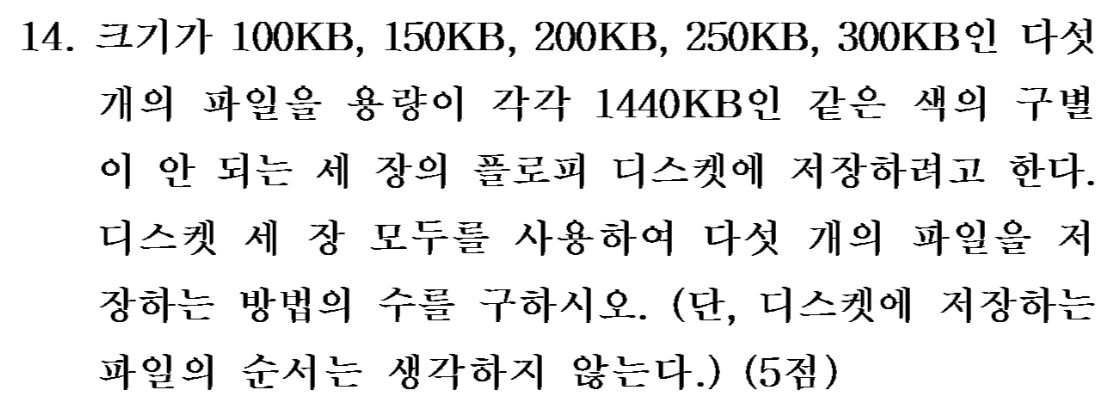 14. 크기가 100KB, 150KB, 200KB, 250KB, 300KB인 다섯
개의 파일을 용량이 각각 1440KB인 같은 색의 구별
이 안 되는 세 장의 플로피 디스켓에 저장하려고 한다.
디스켓 세 장 모두를 사용하여 다섯 개의 파일을 저
장하는 방법의 수를 구하시오. (단, 디스켓에 저장하는
파일의 순서는 생각하지 않는다.) (5점)